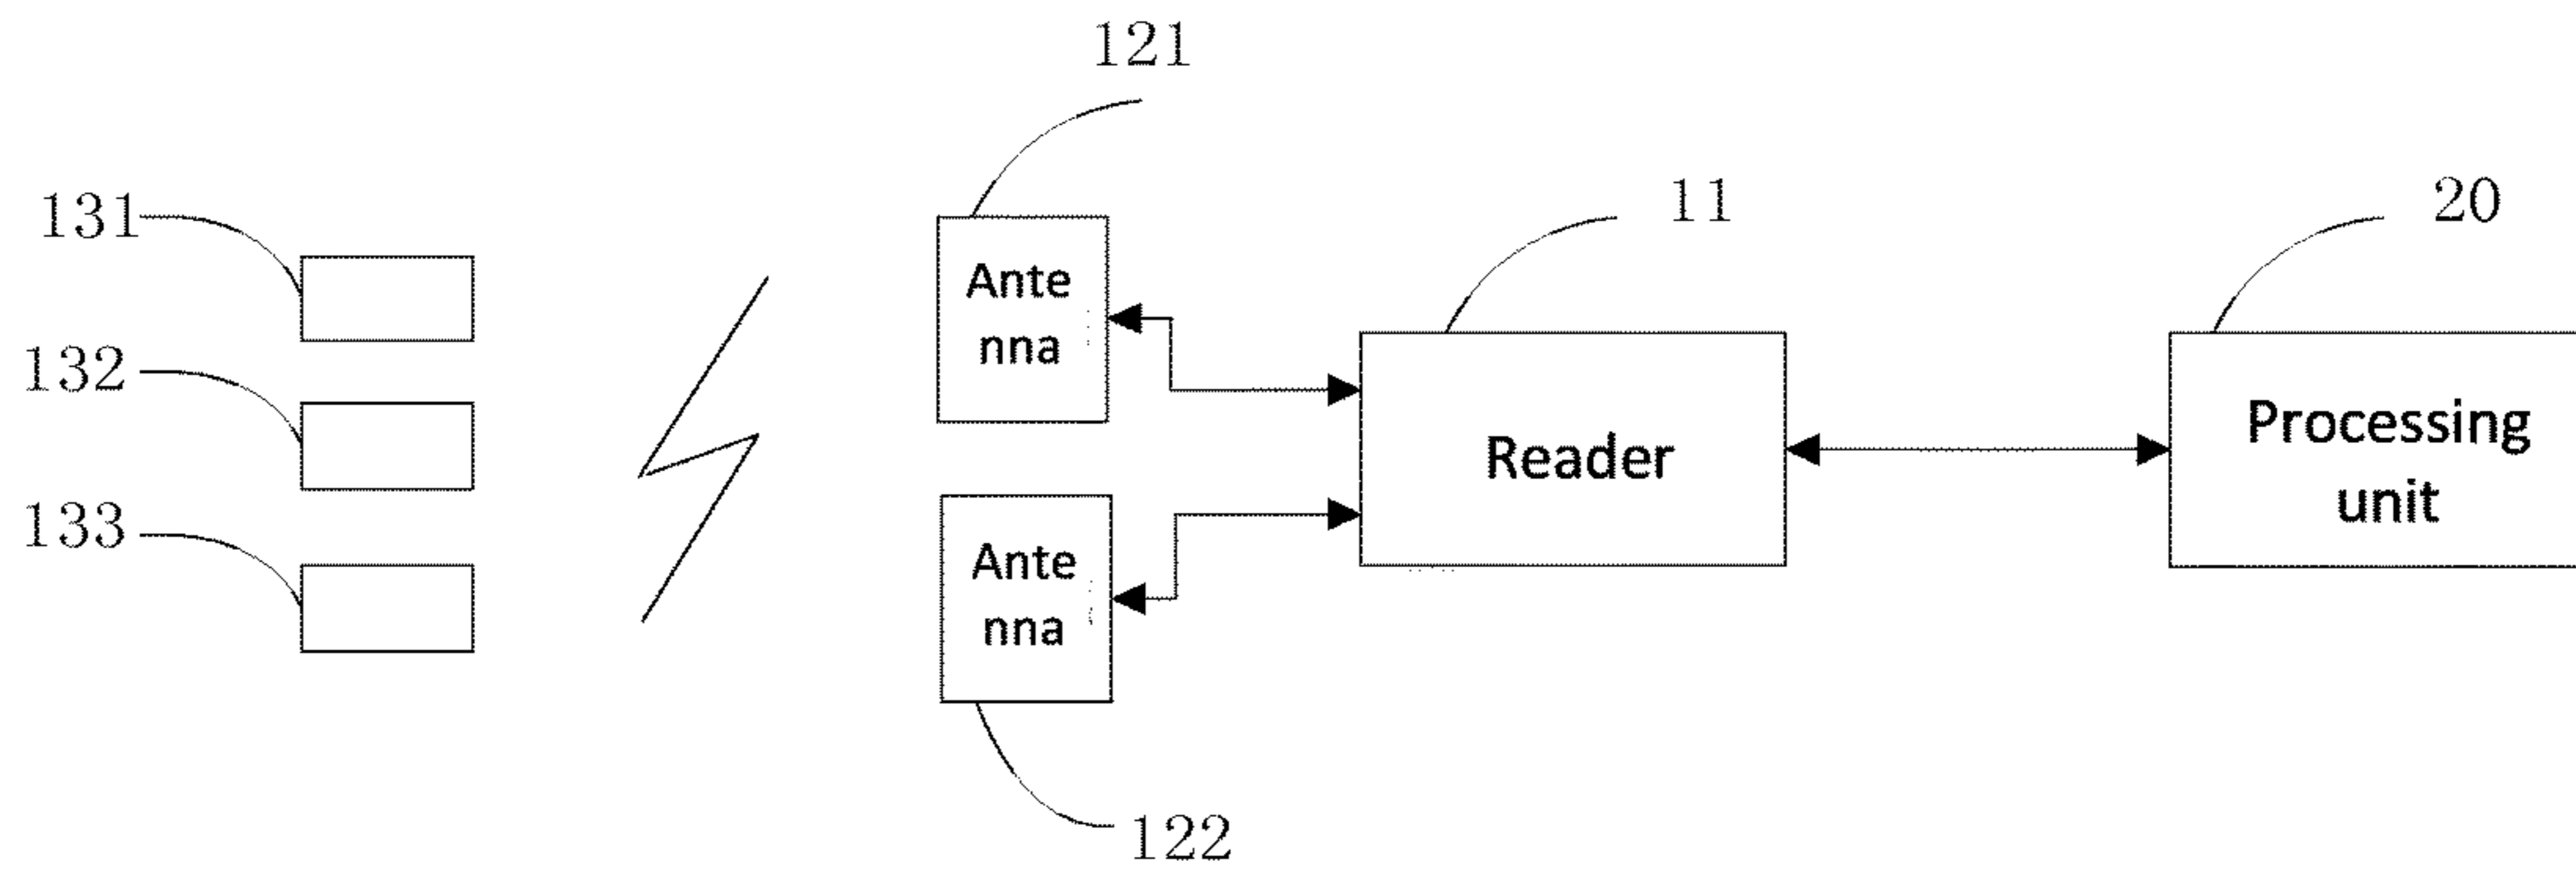 121
131
11
20
Ante
nna
132
Reader
Processing
unit
133
Ante
nna
122